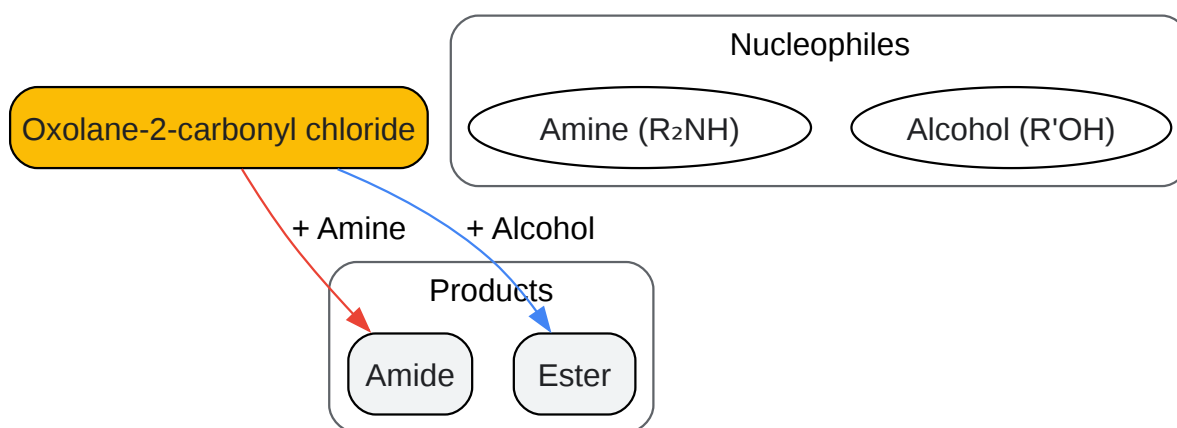 Nucleophiles
Oxolane-2-carbonyl chloride
Amine (R₂NH)
Alcohol (R'OH)
+ Amine
+ Alcohol
Products
Amide
Ester